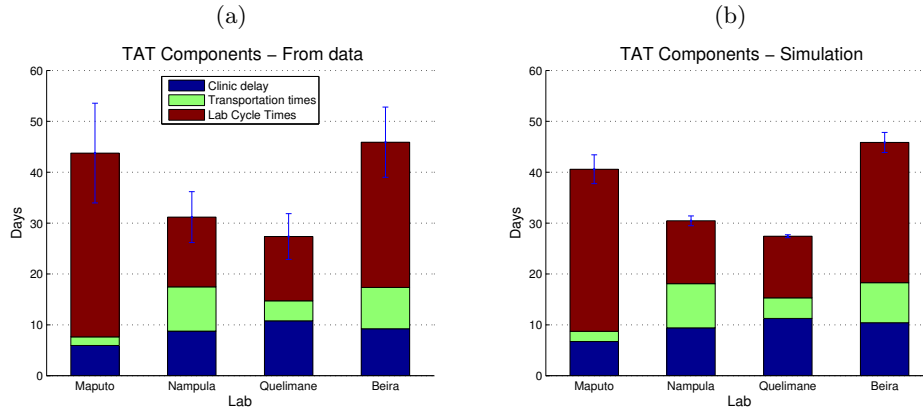 (a)
TAT Components – From data
60
50
40
30
20
10
0
Days
Clinic delay
Transportation times
Lab Cycle Times
Maputo Nampula Quelimane Beira
Lab
(b)
TAT Components – Simulation
60
50
40
30
20
10
0
Days
Maputo Nampula Quelimane Beira
Lab